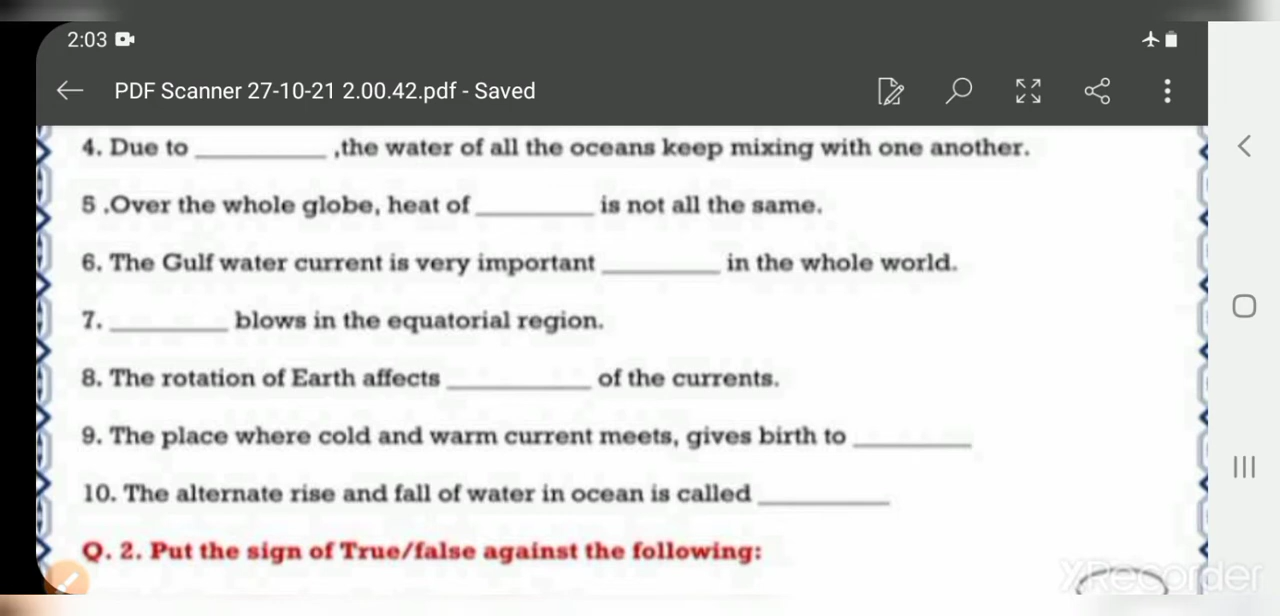 2:03
PDF Scanner 27-10-21 2.00.42.pdf - Saved
4. Due to __________ ,the water of all the oceans keep mixing with one another.
5 .Over the whole globe, heat of _________ is not all the same.
6. The Gulf water current is very important _________ in the whole world.
7. _________ blows in the equatorial region.
8. The rotation of Earth affects ___________ of the currents.
9. The place where cold and warm current meets, gives birth to _________
10. The alternate rise and fall of water in ocean is called __________
Q. 2. Put the sign of True/false against the following:
XRecorder